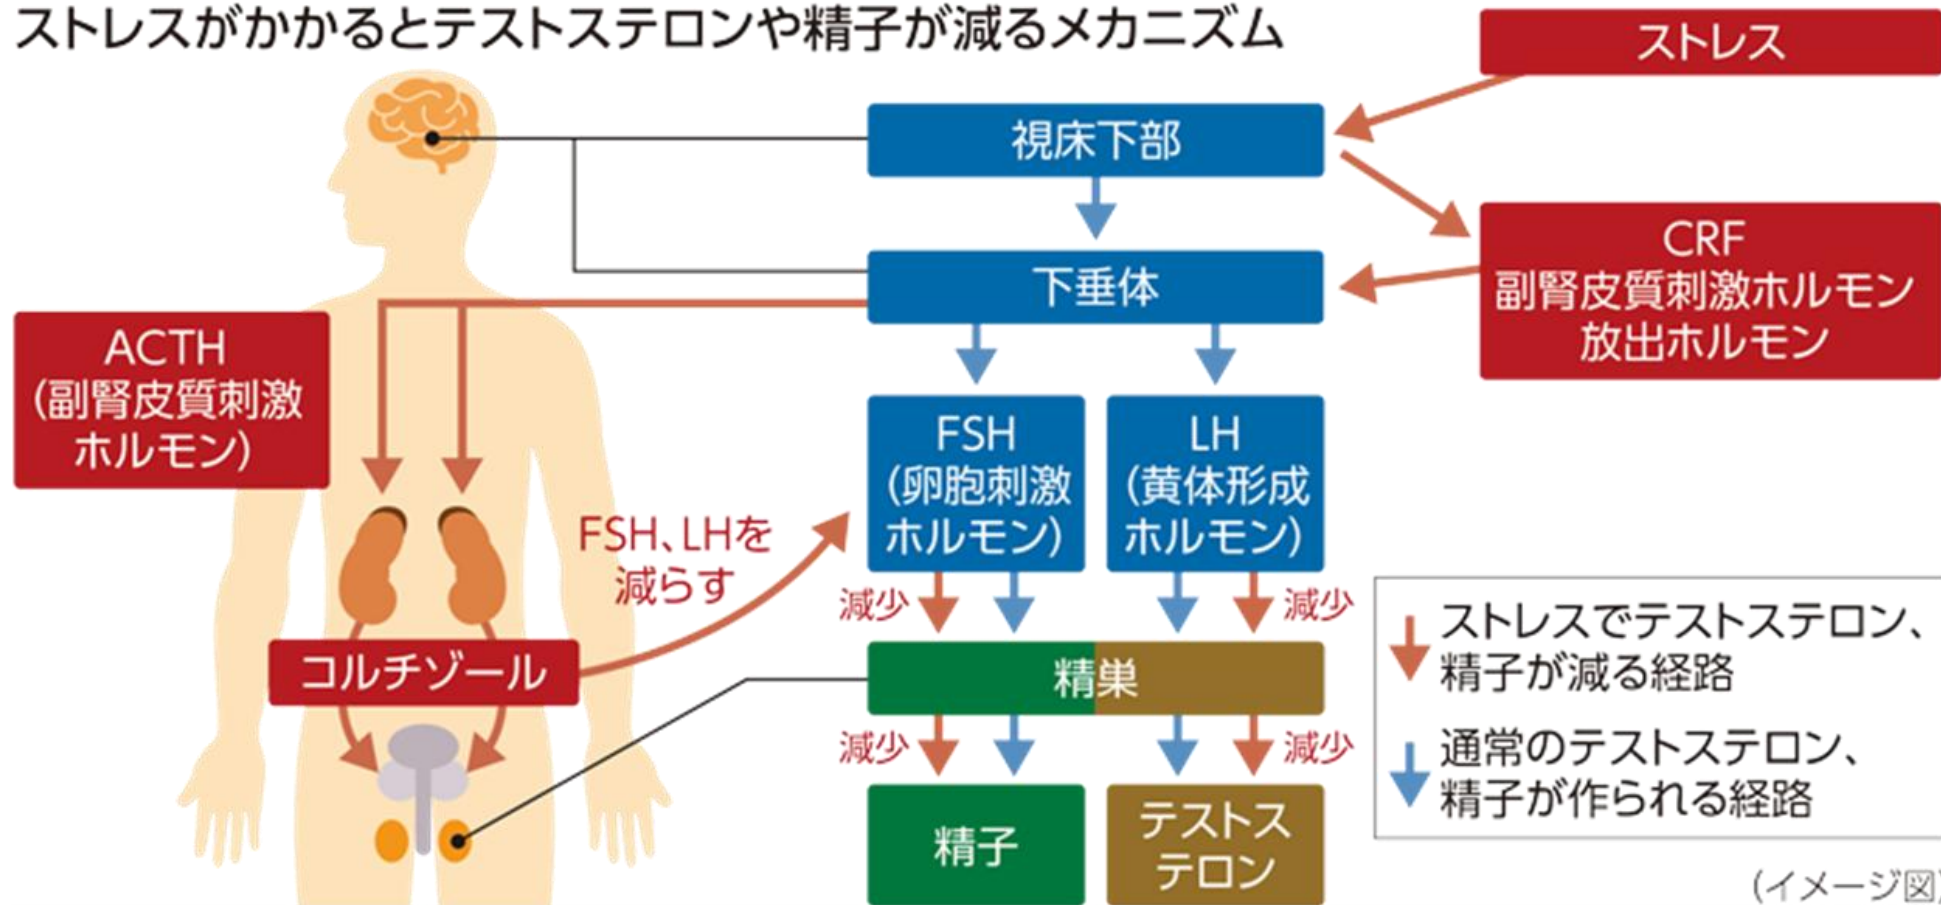 ストレスがかかるとテストステロンや精子が減るメカニズム
ストレス
視床下部
CRF
副腎皮質刺激ホルモン
放出ホルモン
下垂体
ACTH
(副腎皮質刺激
ホルモン)
FSH
(卵胞刺激
ホルモン)
LH
(黄体形成
ホルモン)
FSH、LHを
減らす
減少
減少
コルチゾール
精巣
減少
減少
精子
テストス
テロン
ストレスでテストステロン、
精子が減る経路
通常のテストステロン、
精子が作られる経路
(イメージ図)